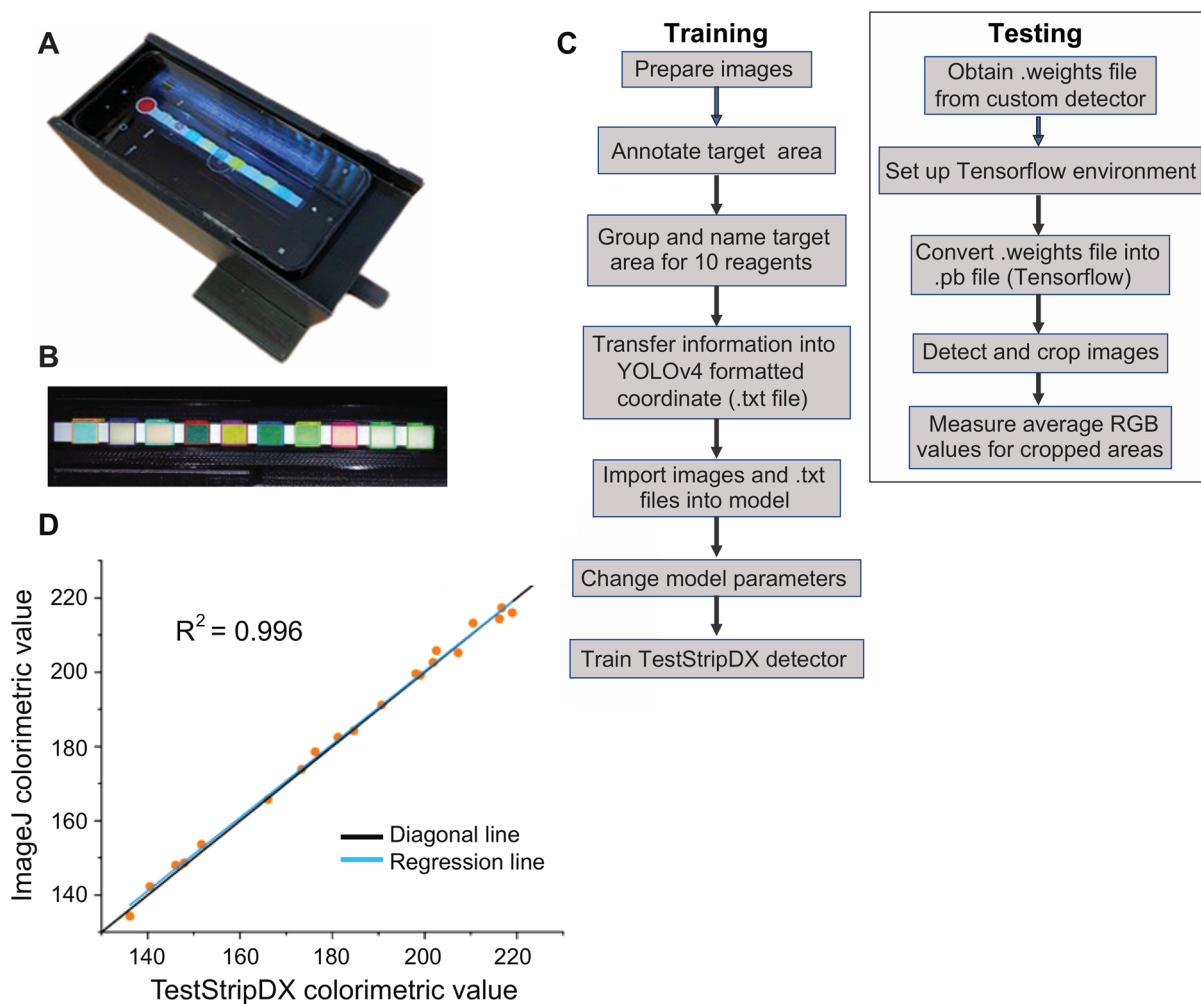 A
B
C
Training
Prepare images
Annotate target area
Group and name target
area for 10 reagents
Transfer information into
YOLOv4 formatted
coordinate (.txt file)
Import images and .txt
files into model
Change model parameters
Train TestStripDX detector
Testing
Obtain .weights file
from custom detector
Set up Tensorflow environment
Convert .weights file into
.pb file (Tensorflow)
Detect and crop images
Measure average RGB
values for cropped areas
D
R² = 0.996
ImageJ colorimetric value
220
200
180
160
140
Diagonal line
Regression line
140 160 180 200 220
TestStripDX colorimetric value